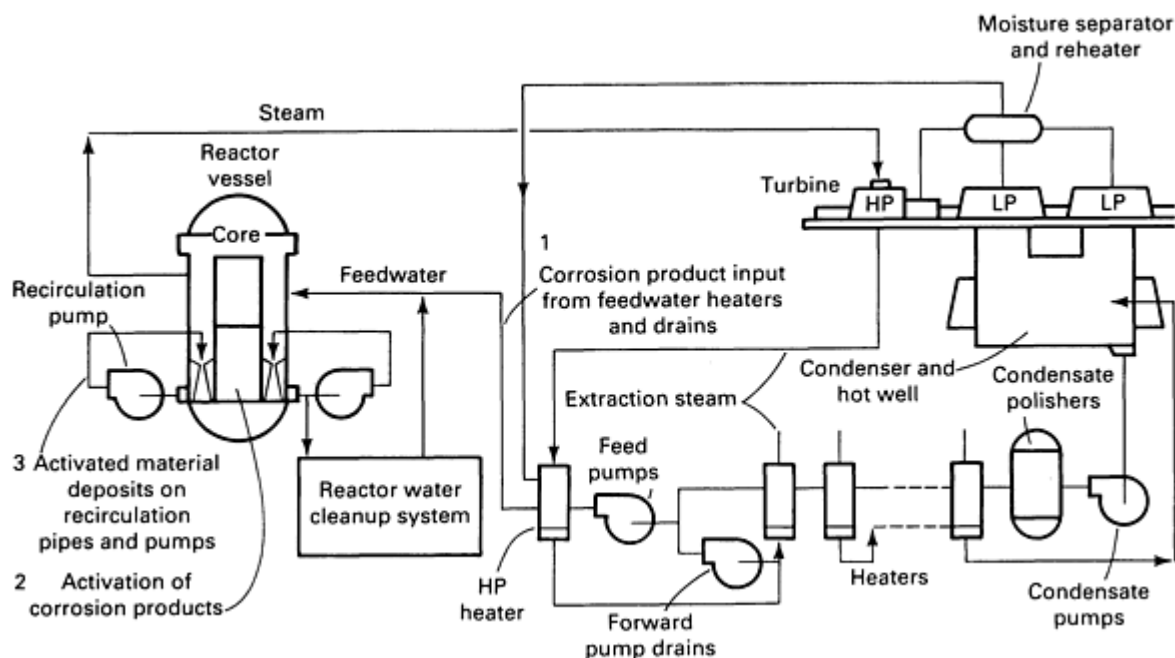 Moisture separator
and reheater
Steam
Reactor
vessel
Turbine
HP
LP
LP
Core
1
Feedwater
Corrosion product input
from feedwater heaters
and drains
Recirculation
pump
Condenser and
hot well
Condensate
polishers
Extraction steam
Feed
pumps
3 Activated material
deposits on
recirculation
pipes and pumps
Reactor water
cleanup system
2 Activation of
corrosion products
HP
heater
Forward
pump drains
Heaters
Condensate
pumps